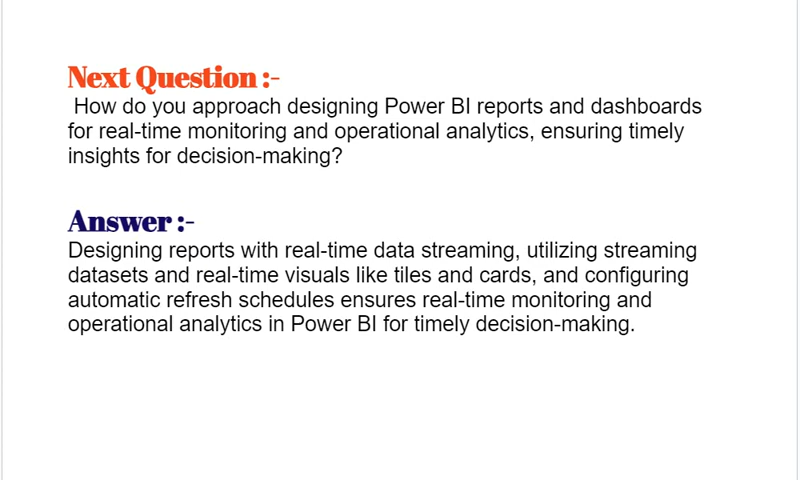 Next Question :-
How do you approach designing Power BI reports and dashboards
for real-time monitoring and operational analytics, ensuring timely
insights for decision-making?
Answer :-
Designing reports with real-time data streaming, utilizing streaming
datasets and real-time visuals like tiles and cards, and configuring
automatic refresh schedules ensures real-time monitoring and
operational analytics in Power BI for timely decision-making.